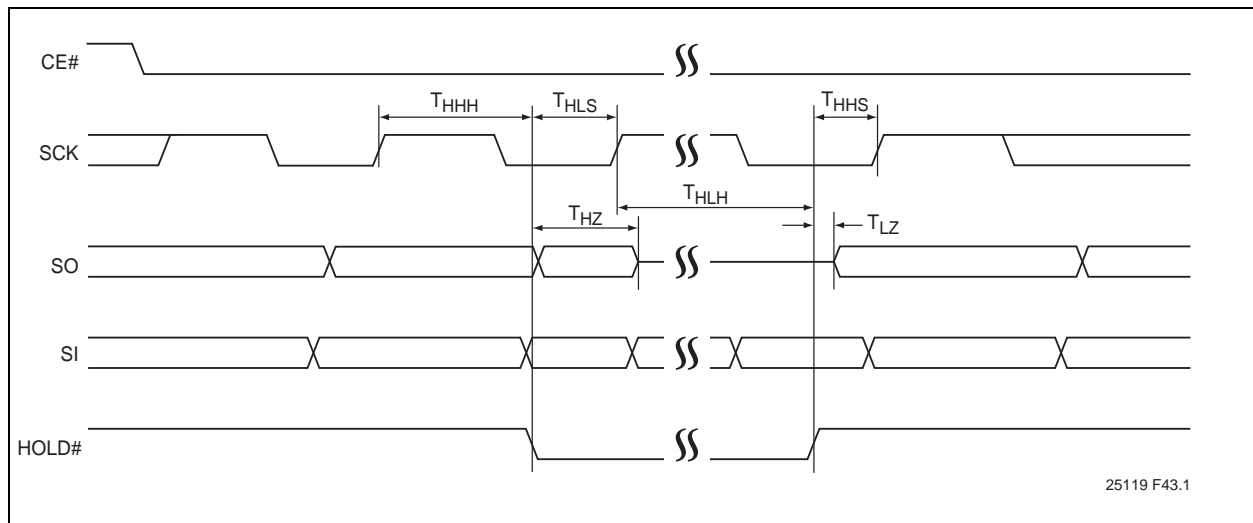 CE#
THHH
THLS
THHS
SCK
THLH
THZ
TLZ
SO
SI
HOLD#
25119 F43.1